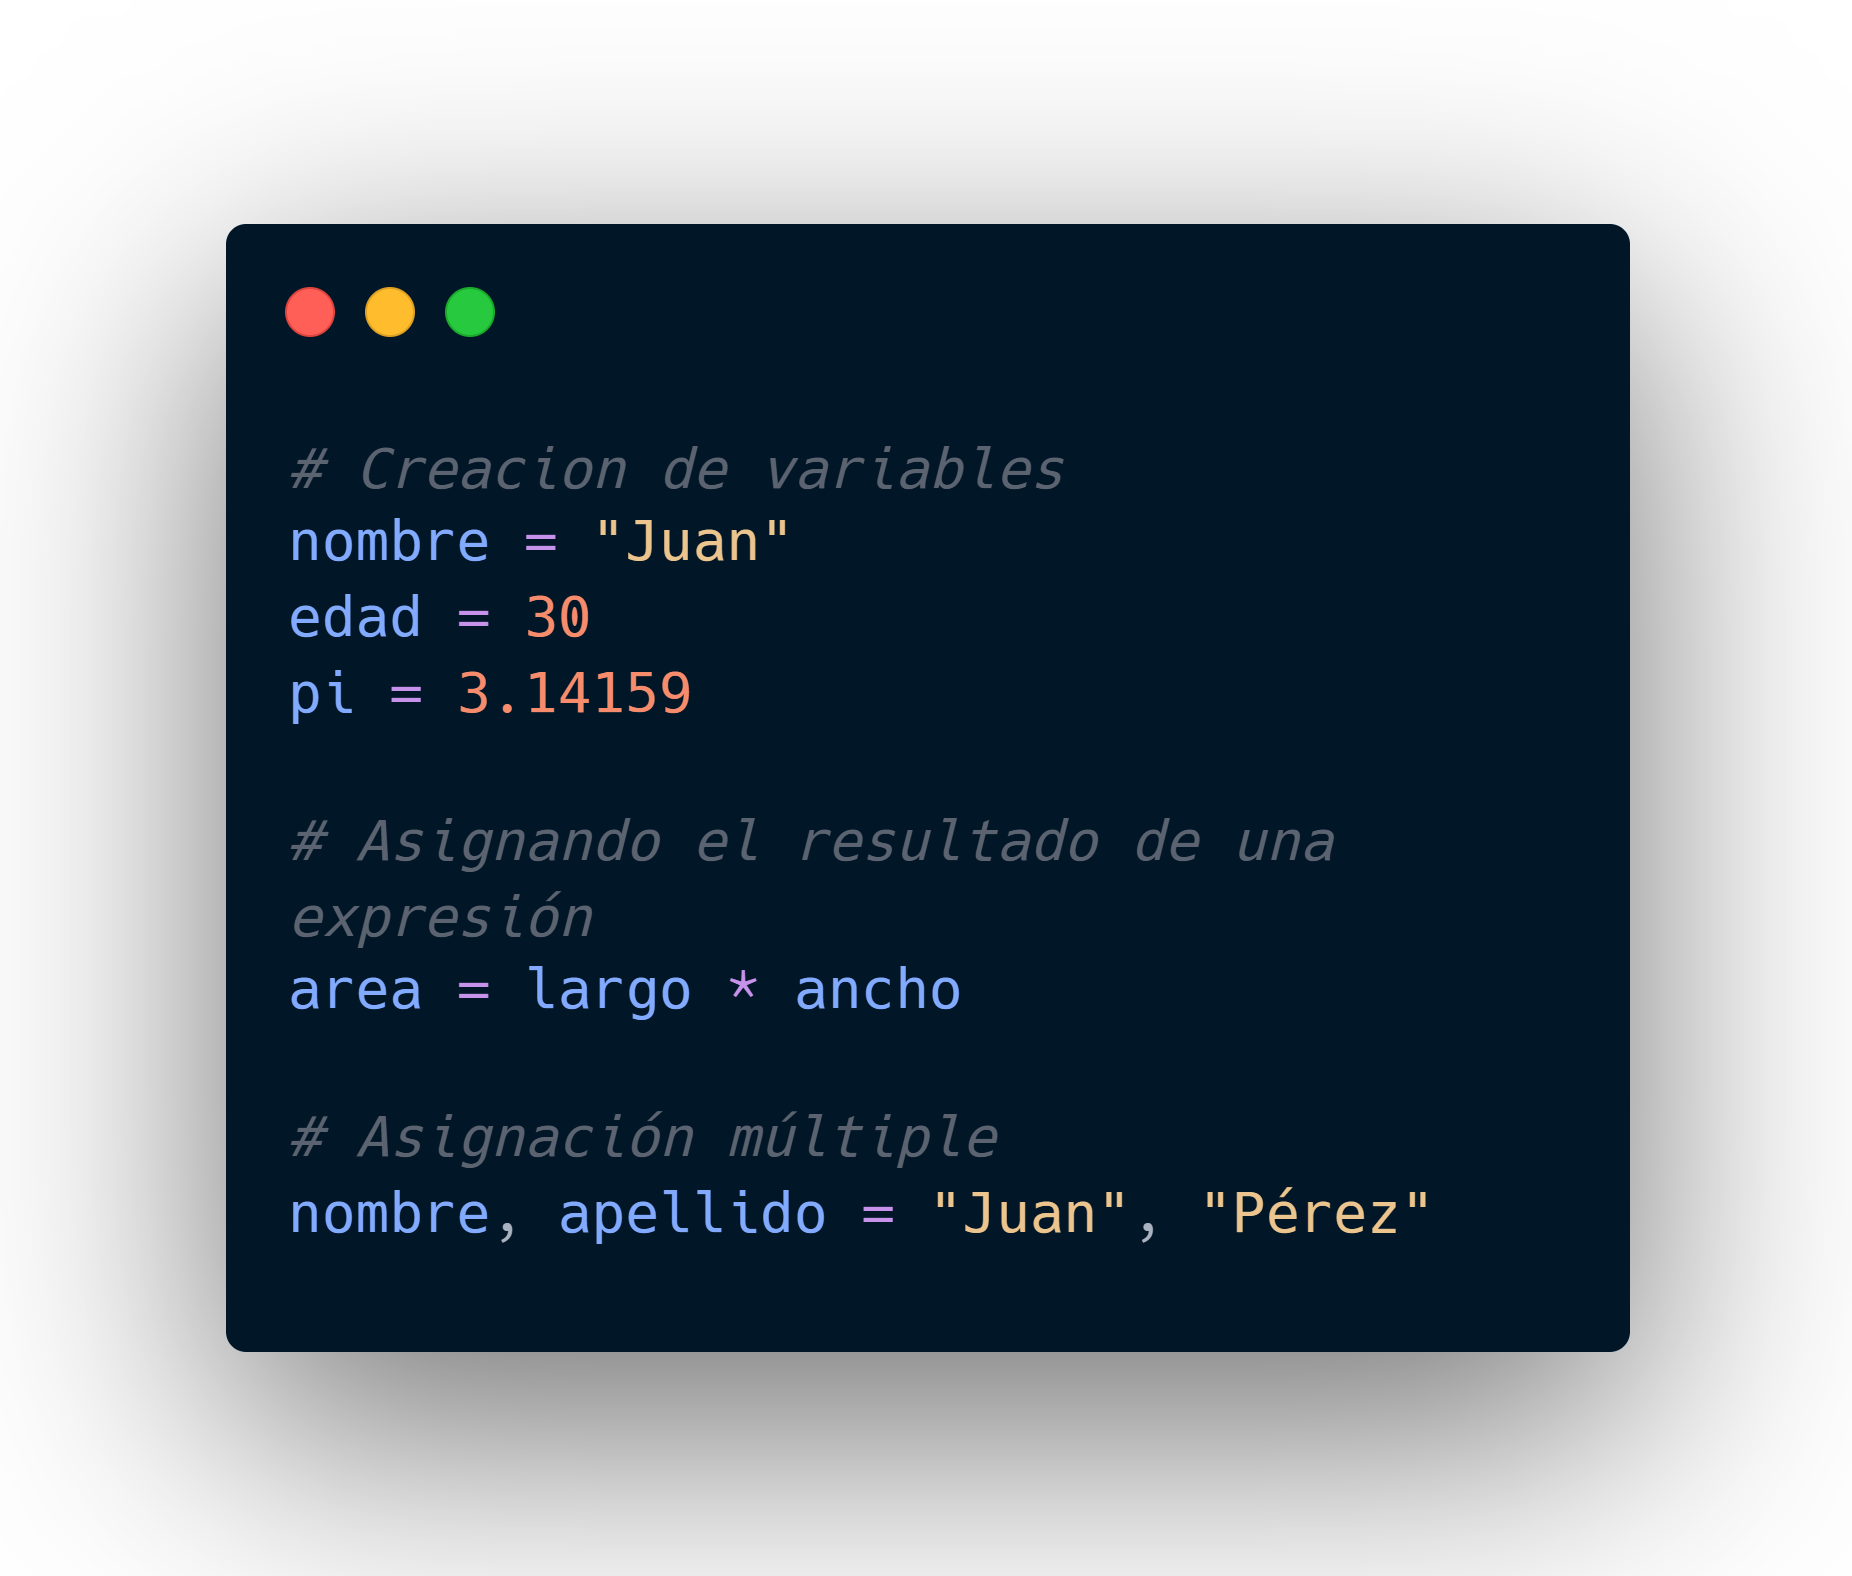 # Creacion de variables
nombre = "Juan"
edad = 30
pi = 3.14159
# Asignando el resultado de una
expresión
area = largo * ancho
# Asignación múltiple
nombre, apellido = "Juan", "Pérez"